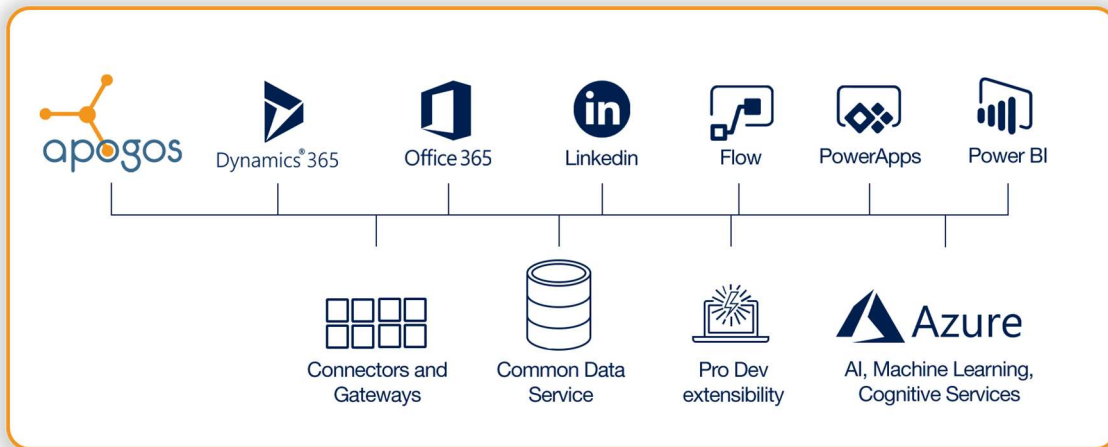 apogos
Dynamics® 365
Office 365
in
Linkedin
Flow
PowerApps
Power BI
Connectors and
Gateways
Common Data
Service
Pro Dev
extensibility
Azure
AI, Machine Learning,
Cognitive Services